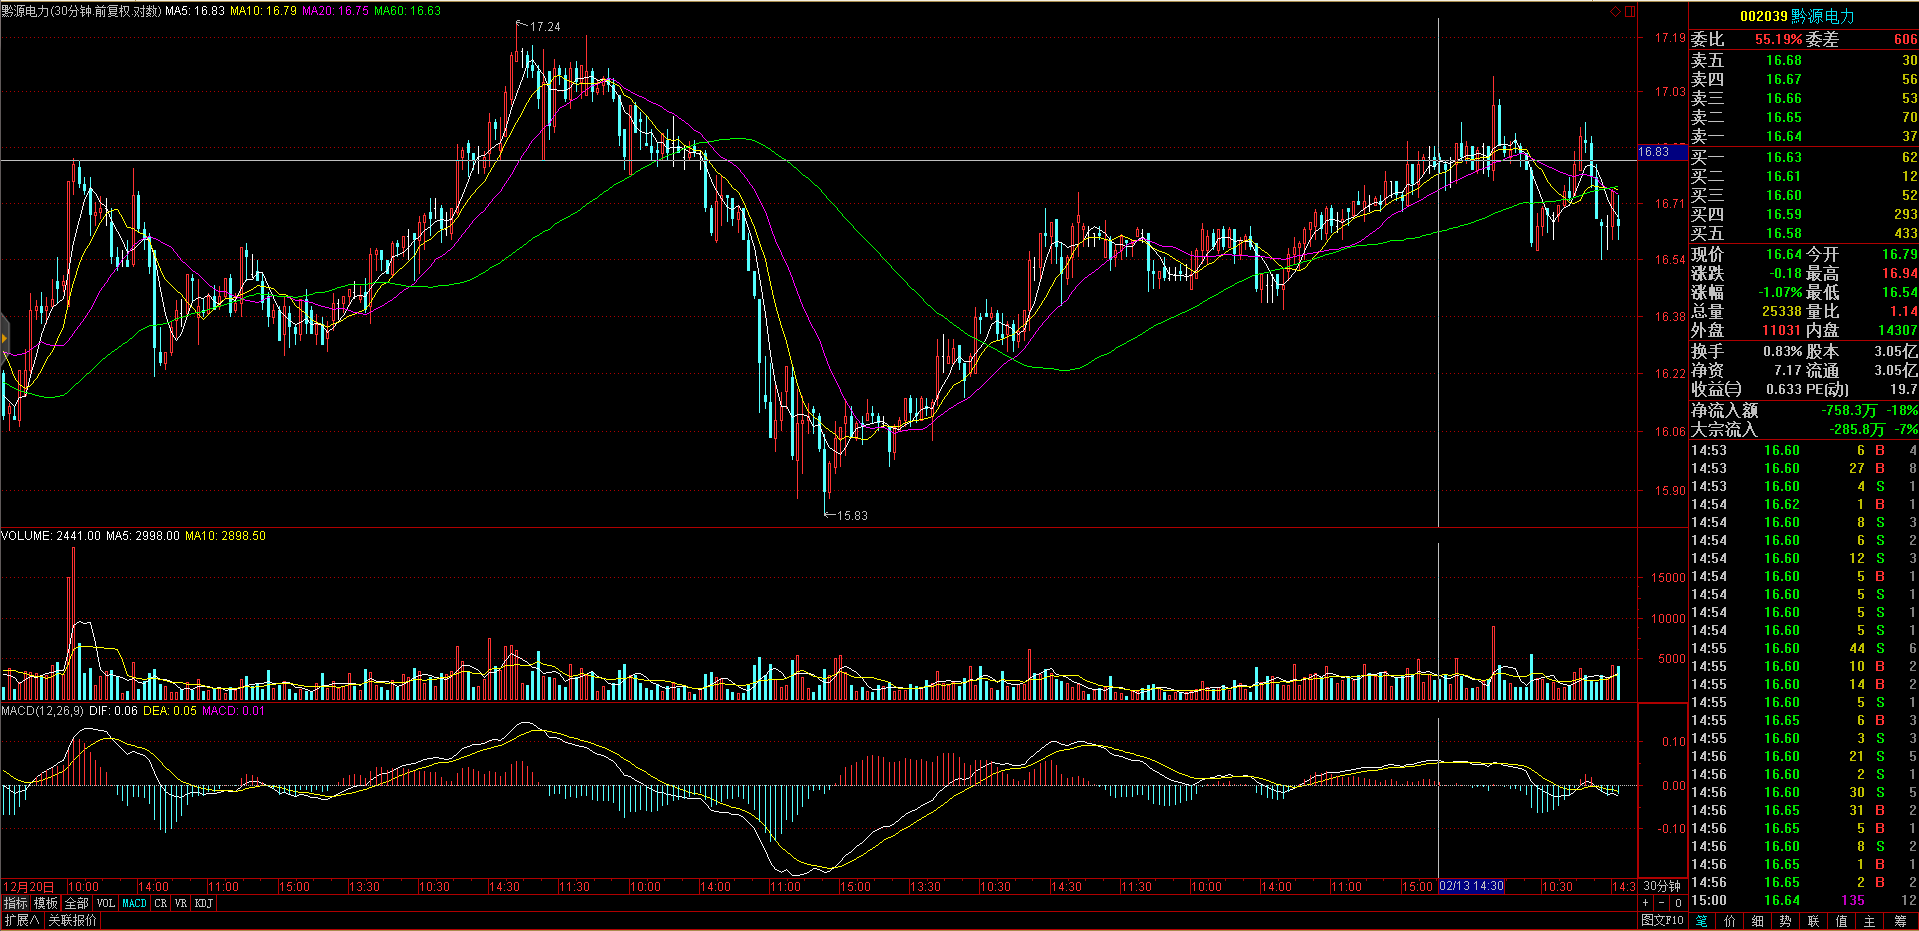 黔源电力(30分钟.前复权.对数) MA5: 16.83 MA10: 16.79 MA20: 16.75 MA60: 16.63
17.24
15.83
17.19
17.03
16.83
16.71
16.54
16.38
16.22
16.06
15.90
VOLUME: 2441.00 MA5: 2998.00 MA10: 2898.50
15000
10000
5000
MACD(12,26,9) DIF: 0.06 DEA: 0.05 MACD: 0.01
0.10
0.00
-0.10
12月20日 10:00 14:00 11:00 15:00 13:30 10:30 14:30 11:30 10:00 14:00 11:00 15:00 13:30 10:30 14:30 11:30 10:00 14:00 11:00 15:00 02/13 14:30 10:30 14:3 30分钟
指标 模板 全部 VOL MACD CR VR KDJ + - 0
扩展∧ 关联报价 图文F10
002039 黔源电力
委比 55.19% 委差 606
卖五 16.68 30
卖四 16.67 56
卖三 16.66 53
卖二 16.65 70
卖一 16.64 37
买一 16.63 62
买二 16.61 12
买三 16.60 52
买四 16.59 293
买五 16.58 433
现价 16.64 今开 16.79
涨跌 -0.18 最高 16.94
涨幅 -1.07% 最低 16.54
总量 25338 量比 1.14
外盘 11031 内盘 14307
换手 0.83% 股本 3.05亿
净资 7.17 流通 3.05亿
收益㈢ 0.633 PE(动) 19.7
净流入额 -758.3万 -18%
大宗流入 -285.8万 -7%
14:53 16.60 6 B 4
14:53 16.60 27 B 8
14:53 16.60 4 S 1
14:54 16.62 1 B 1
14:54 16.60 8 S 3
14:54 16.60 6 S 2
14:54 16.60 12 S 3
14:54 16.60 5 B 1
14:54 16.60 5 S 1
14:54 16.60 5 S 1
14:54 16.60 5 S 1
14:55 16.60 44 S 6
14:55 16.60 10 B 2
14:55 16.60 14 B 2
14:55 16.60 5 S 1
14:55 16.65 6 B 3
14:55 16.60 3 S 3
14:56 16.60 21 S 5
14:56 16.60 2 S 1
14:56 16.60 30 S 5
14:56 16.65 31 B 2
14:56 16.65 5 B 1
14:56 16.60 8 S 2
14:56 16.65 1 B 1
14:56 16.65 2 B 2
15:00 16.64 135 12
笔 价 细 势 联 值 主 筹